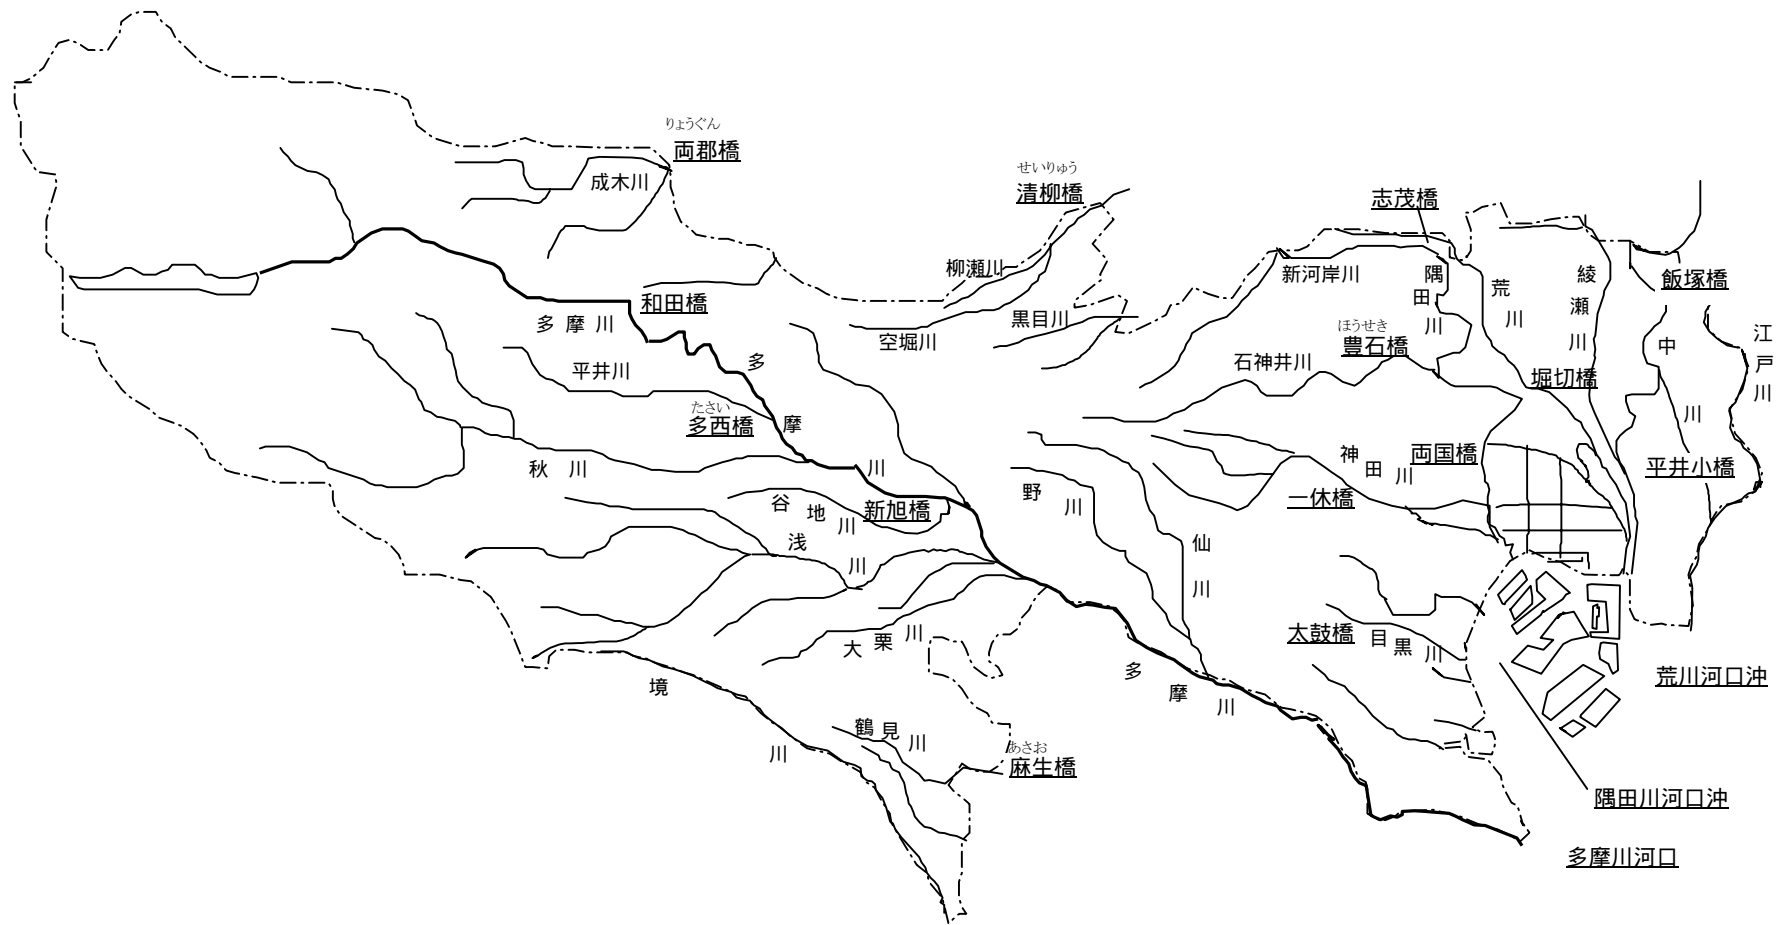 りょうぐん
両郡橋
成木川
せいりゅう
清柳橋
柳瀬川
志茂橋
新河岸川
隅田川
荒川
綾瀬川
飯塚橋
和田橋
多摩川
空堀川
黒目川
ほうせき
豊石橋
石神井川
堀切橋
中川
江戸川
平井川
多摩川
たさい
多西橋
秋川
谷地川
新旭橋
浅川
野川
神田川
両国橋
一休橋
平井小橋
仙川
太鼓橋
目黒川
大栗川
境川
多摩川
鶴見川
あさお
麻生橋
荒川河口沖
隅田川河口沖
多摩川河口